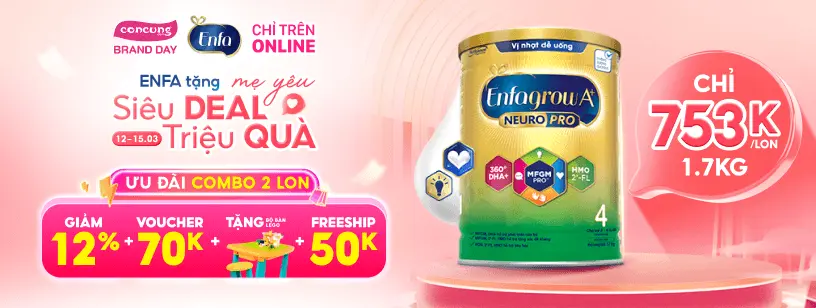 concung
BRAND DAY
Enfa
CHỈ TRÊN
ONLINE
ENFA tặng mẹ yêu
Siêu DEAL
12-15.03
Triệu QUÀ
ƯU ĐÃI COMBO 2 LON
GIẢM
12%
+
VOUCHER
70K
+
TẶNG BỘ BÀN
LEGO
+
FREESHIP
50K
Vị nhạt dễ uống
Enfagrow A+
NEURO PRO
360°
DHA+
MFGM
PRO
HMO
2'-FL
4
CHỈ
753K
/LON
1.7KG